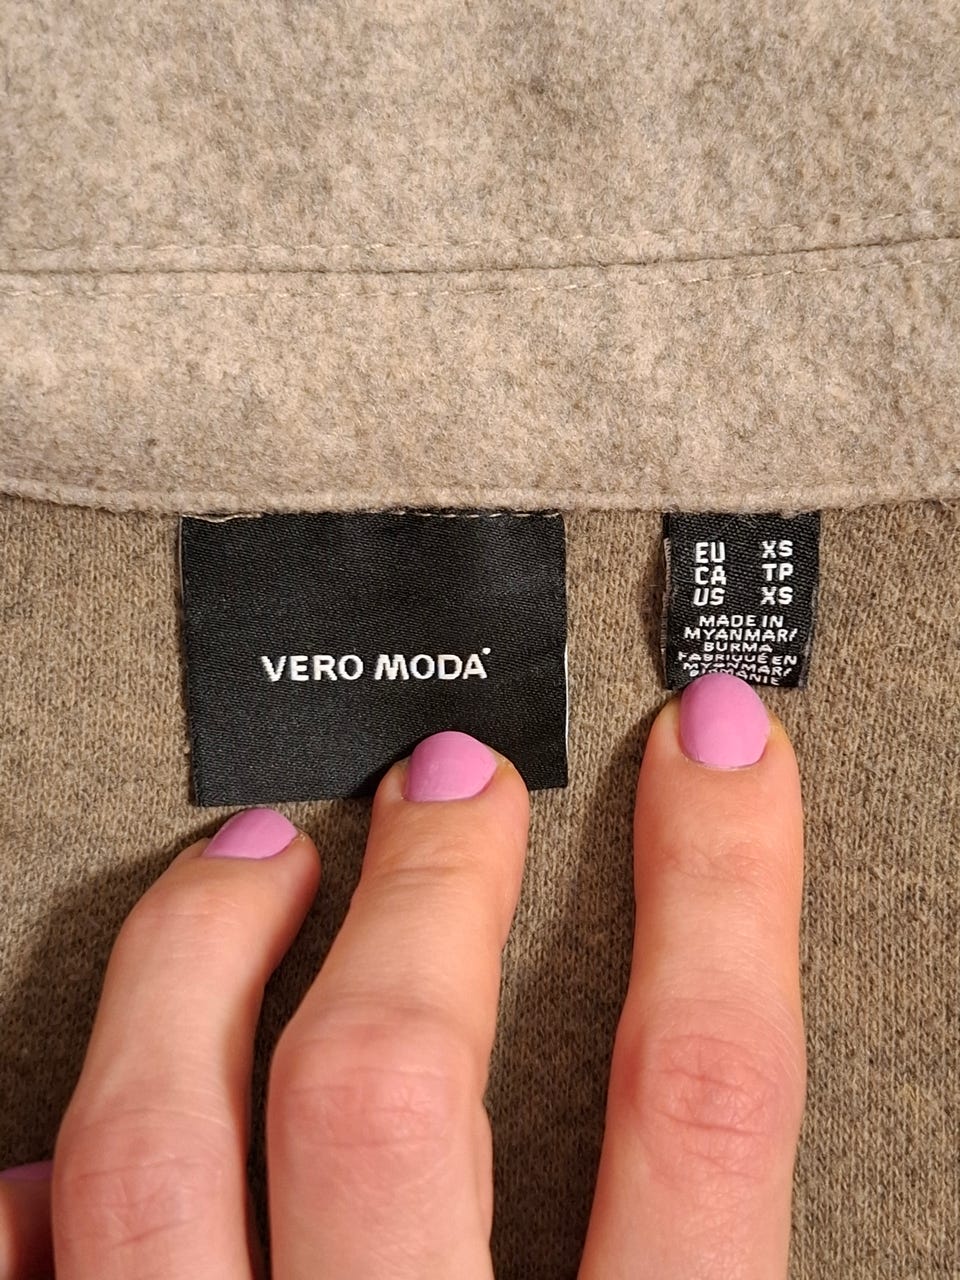 VERO MODA
EU XS
CA TP
US XS
MADE IN
MYANMAR/
BURMA
FABRIQUÉ EN
MYANMAR/